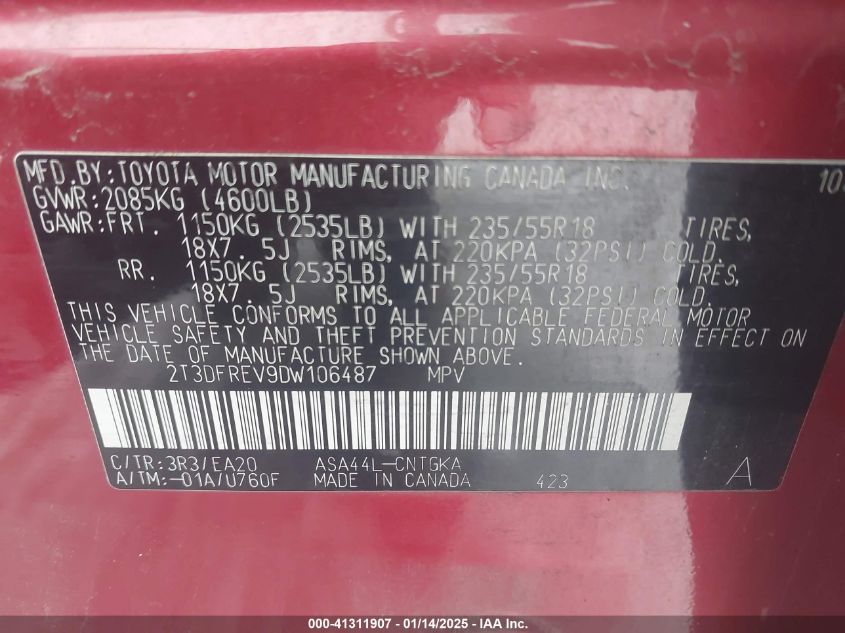 MFD. BY: TOYOTA MOTOR MANUFACTURING CANADA INC. 10
GVWR: 2085KG (4600LB)
GAWR: FRT. 1150KG (2535LB) WITH 235/55R18 TIRES,
18X7. 5J RIMS, AT 220KPA (32PSI) COLD.
RR. 1150KG (2535LB) WITH 235/55R18 TIRES,
18X7. 5J RIMS, AT 220KPA (32PSI) COLD.
THIS VEHICLE CONFORMS TO ALL APPLICABLE FEDERAL MOTOR
VEHICLE SAFETY AND THEFT PREVENTION STANDARDS IN EFFECT ON
THE DATE OF MANUFACTURE SHOWN ABOVE.
2T3DFREV9DW106487 MPV
C/TR: 3R3/EA20 ASA44L-CNTGKA
A/TM: -01A/U760F MADE IN CANADA 423 A
000-41311907 - 01/14/2025 - IAA Inc.